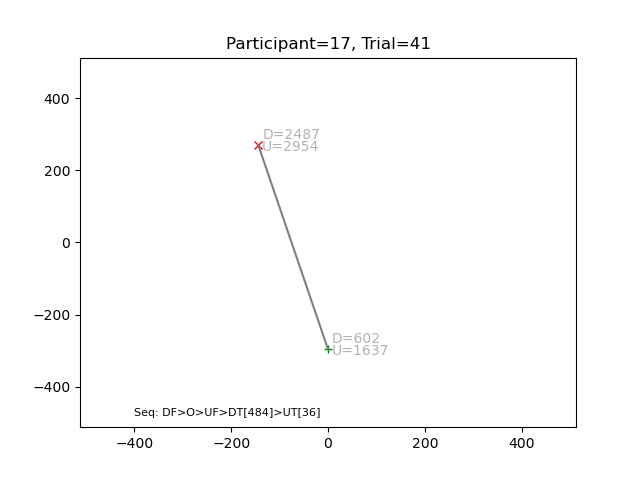 Participant=17, Trial=41
400
200
0
−200
−400
D=2487
U=2954
D=602
U=1637
Seq: DF>O>UF>DT[484]>UT[36]
−400
−200
0
200
400